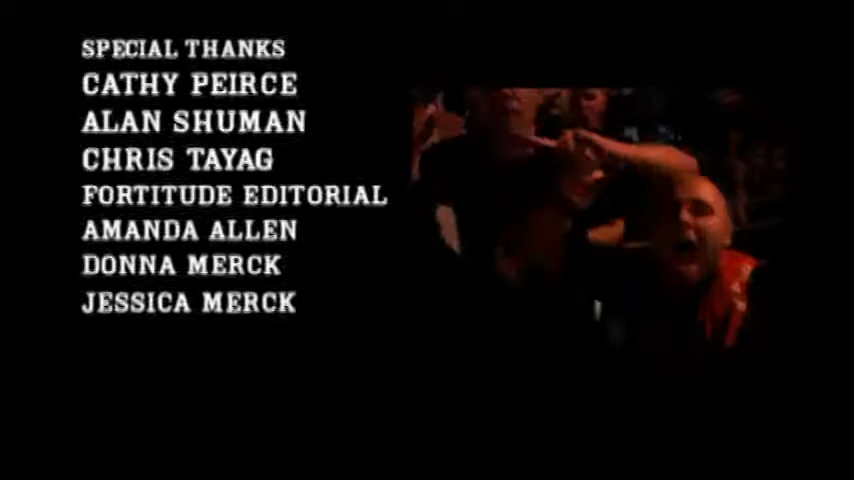 SPECIAL THANKS
CATHY PEIRCE
ALAN SHUMAN
CHRIS TAYAG
FORTITUDE EDITORIAL
AMANDA ALLEN
DONNA MERCK
JESSICA MERCK